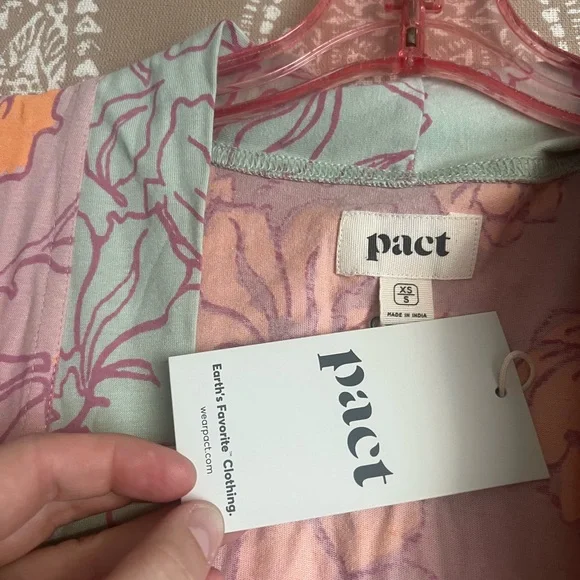 pact
XS
S
MADE IN INDIA
pact
Earth's Favorite™ Clothing.
wearpact.com